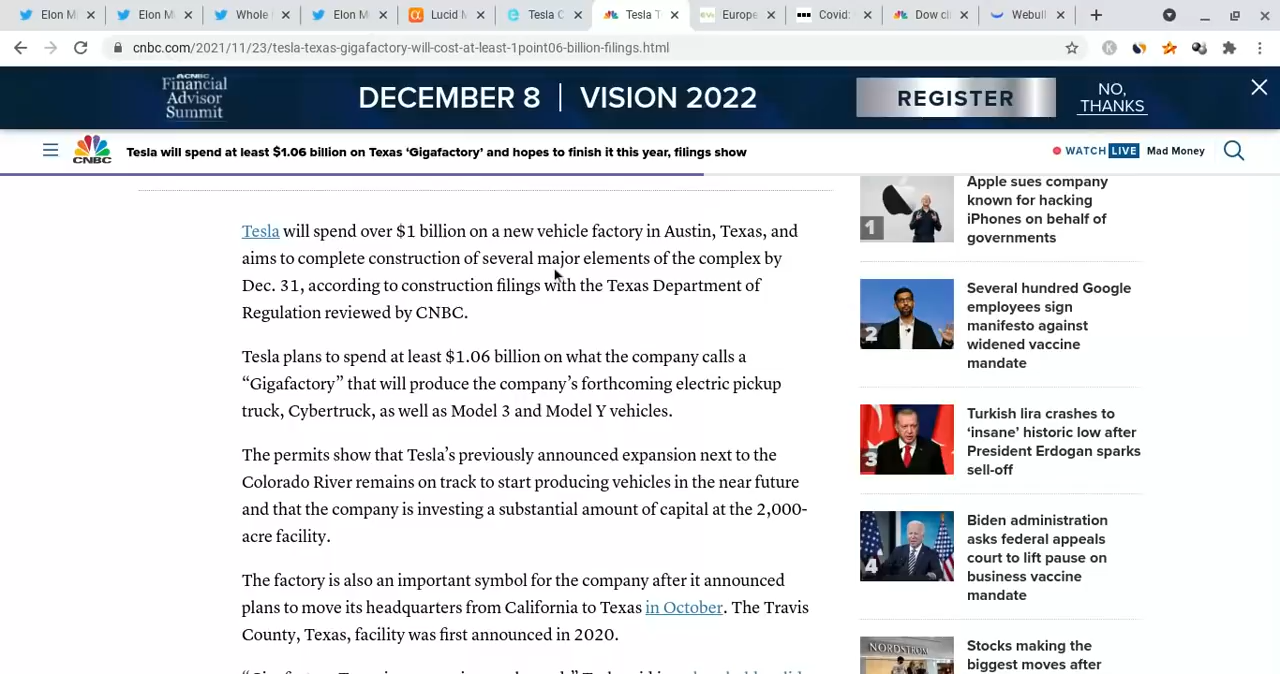 Elon M
Elon M
Whole
Elon M
Lucid M
Tesla C
Tesla T
Europe
Covid:
Dow cl
Webull
cnbc.com/2021/11/23/tesla-texas-gigafactory-will-cost-at-least-1point06-billion-filings.html
CNBC
Financial
Advisor
Summit
DECEMBER 8 | VISION 2022
REGISTER
NO,
THANKS
CNBC
Tesla will spend at least $1.06 billion on Texas ‘Gigafactory’ and hopes to finish it this year, filings show
WATCH LIVE Mad Money
Tesla will spend over $1 billion on a new vehicle factory in Austin, Texas, and
aims to complete construction of several major elements of the complex by
Dec. 31, according to construction filings with the Texas Department of
Regulation reviewed by CNBC.
Tesla plans to spend at least $1.06 billion on what the company calls a
“Gigafactory” that will produce the company’s forthcoming electric pickup
truck, Cybertruck, as well as Model 3 and Model Y vehicles.
The permits show that Tesla’s previously announced expansion next to the
Colorado River remains on track to start producing vehicles in the near future
and that the company is investing a substantial amount of capital at the 2,000-
acre facility.
The factory is also an important symbol for the company after it announced
plans to move its headquarters from California to Texas in October. The Travis
County, Texas, facility was first announced in 2020.
1
Apple sues company
known for hacking
iPhones on behalf of
governments
2
Several hundred Google
employees sign
manifesto against
widened vaccine
mandate
3
Turkish lira crashes to
‘insane’ historic low after
President Erdogan sparks
sell-off
4
Biden administration
asks federal appeals
court to lift pause on
business vaccine
mandate
NORDSTROM
Stocks making the
biggest moves after